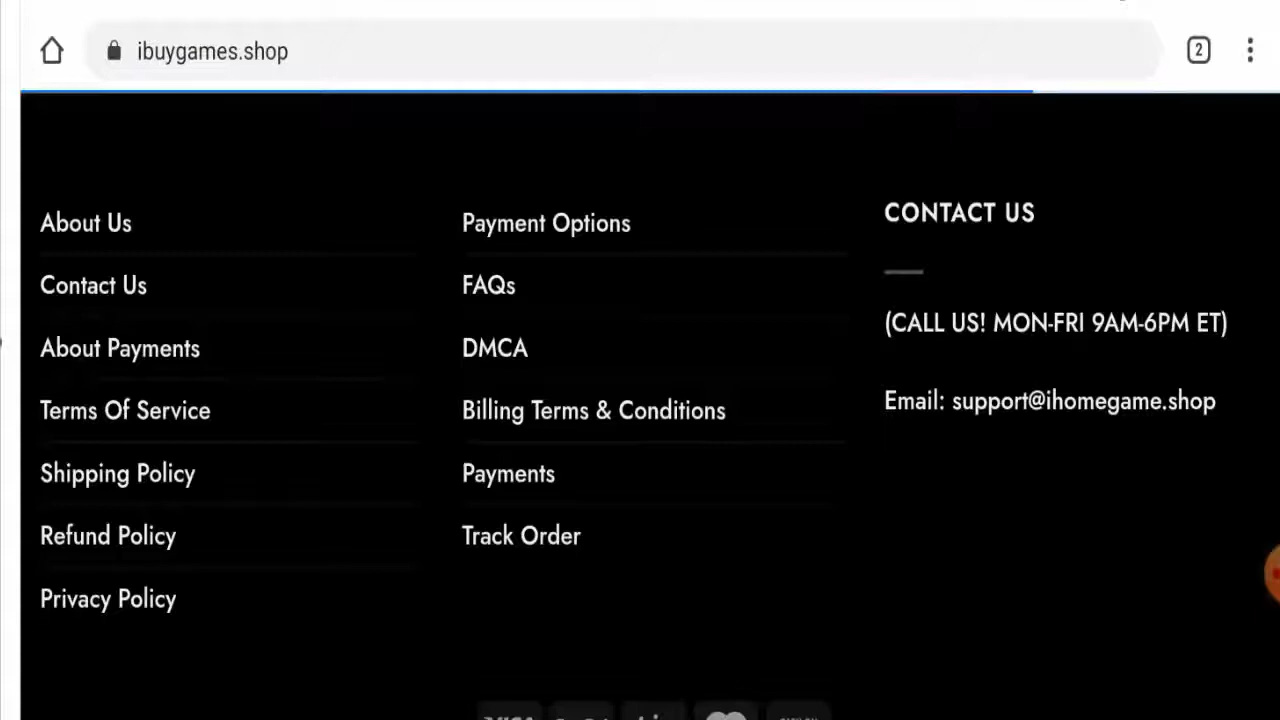 ibuygames.shop
2
About Us
Contact Us
About Payments
Terms Of Service
Shipping Policy
Refund Policy
Privacy Policy
Payment Options
FAQs
DMCA
Billing Terms & Conditions
Payments
Track Order
CONTACT US
(CALL US! MON-FRI 9AM-6PM ET)
Email: support@ihomegame.shop